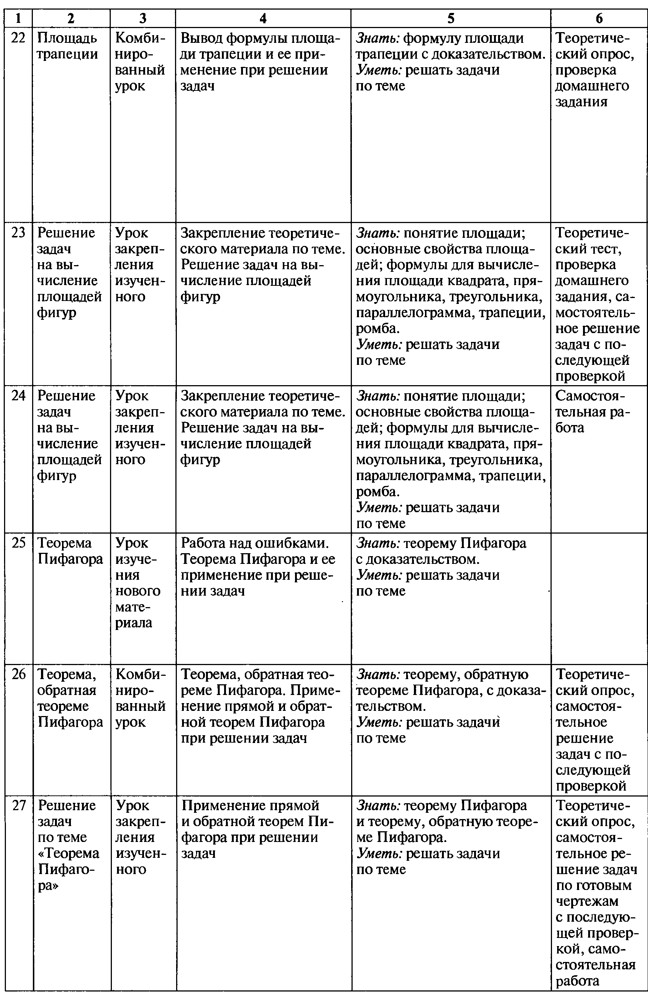 1
2
3
4
5
6
22
Площадь
трапеции
Комби-
ниро-
ванный
урок
Вывод формулы площа-
ди трапеции и ее при-
менение при решении
задач
Знать: формулу площади
трапеции с доказательством.
Уметь: решать задачи
по теме
Теоретиче-
ский опрос,
проверка
домашнего
задания
23
Решение
задач
на вы-
числение
площадей
фигур
Урок
закреп-
ления
изучен-
ного
Закрепление теоретиче-
ского материала по теме.
Решение задач на вы-
числение площадей
фигур
Знать: понятие площади;
основные свойства площа-
дей; формулы для вычисле-
ния площади квадрата, пря-
моугольника, треугольника,
параллелограмма, трапеции,
ромба.
Уметь: решать задачи
по теме
Теоретиче-
ский тест,
проверка
домашнего
задания, са-
мостоятель-
ное решение
задач с по-
следующей
проверкой
24
Решение
задач
на вы-
числение
площадей
фигур
Урок
закреп-
ления
изучен-
ного
Закрепление теоретиче-
ского материала по теме.
Решение задач на вы-
числение площадей
фигур
Знать: понятие площади;
основные свойства площа-
дей; формулы для вычисле-
ния площади квадрата, пря-
моугольника, треугольника,
параллелограмма, трапеции,
ромба.
Уметь: решать задачи
по теме
Самостоя-
тельная ра-
бота
25
Теорема
Пифагора
Урок
изуче-
ния
нового
мате-
риала
Работа над ошибками.
Теорема Пифагора и ее
применение при реше-
нии задач
Знать: теорему Пифагора
с доказательством.
Уметь: решать задачи
по теме
26
Теорема,
обратная
теореме
Пифагора
Комби-
ниро-
ванный
урок
Теорема, обратная тео-
реме Пифагора. Приме-
нение прямой и обрат-
ной теорем Пифагора
при решении задач
Знать: теорему, обратную
теореме Пифагора, с доказа-
тельством.
Уметь: решать задачи
по теме
Теоретиче-
ский опрос,
самостоя-
тельное
решение
задач с по-
следующей
проверкой
27
Решение
задач
по теме
«Теорема
Пифаго-
ра»
Урок
закреп-
ления
изучен-
ного
Применение прямой
и обратной теорем Пи-
фагора при решении
задач
Знать: теорему Пифагора
и теорему, обратную теоре-
ме Пифагора.
Уметь: решать задачи
по теме
Теоретиче-
ский опрос,
самостоя-
тельное ре-
шение задач
по готовым
чертежам
с последую-
щей провер-
кой, само-
стоятельная
работа